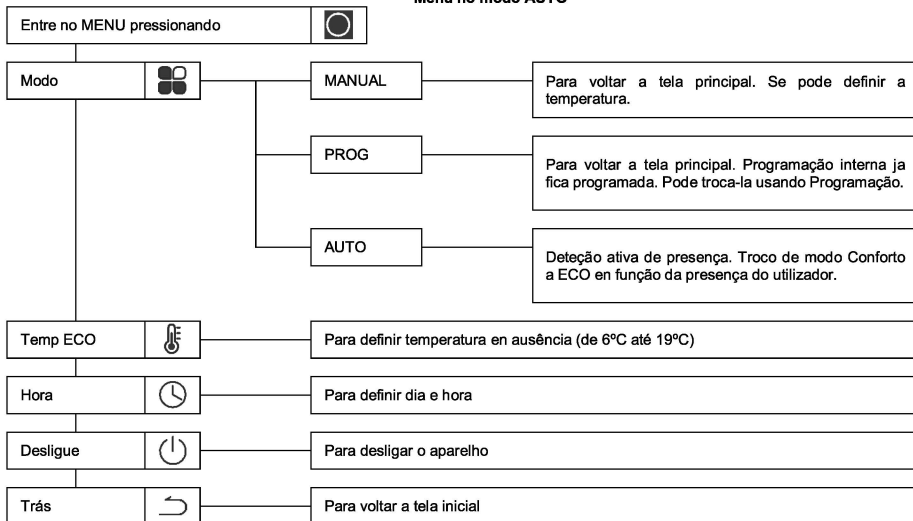 Menu no modo AUTO
Entre no MENU pressionando
Modo
MANUAL
Para voltar a tela principal. Se pode definir a
temperatura.
PROG
Para voltar a tela principal. Programação interna ja
fica programada. Pode troca-la usando Programação.
AUTO
Deteção ativa de presença. Troco de modo Conforto
a ECO en função da presença do utilizador.
Temp ECO
Para definir temperatura en ausência (de 6ºC até 19ºC)
Hora
Para definir dia e hora
Desligue
Para desligar o aparelho
Trás
Para voltar a tela inicial